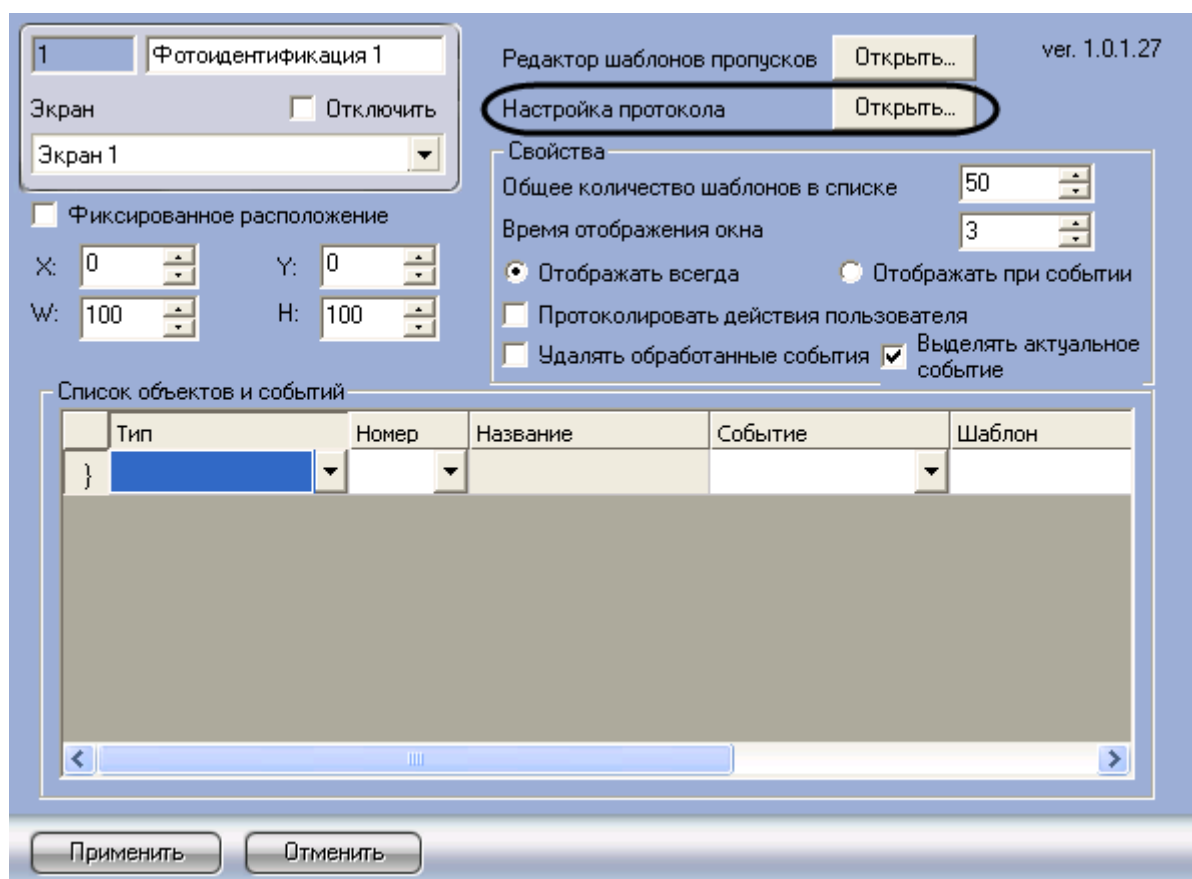 1 Фотоидентификация 1
Экран Отключить
Экран 1
Редактор шаблонов пропусков Открыть...
ver. 1.0.1.27
Настройка протокола Открыть...
Фиксированное расположение
X: 0 Y: 0
W: 100 H: 100
Свойства
Общее количество шаблонов в списке 50
Время отображения окна 3
Отображать всегда Отображать при событии
Протоколировать действия пользователя
Удалять обработанные события Выделять актуальное
событие
Список объектов и событий
Тип Номер Название Событие Шаблон
}
Применить Отменить